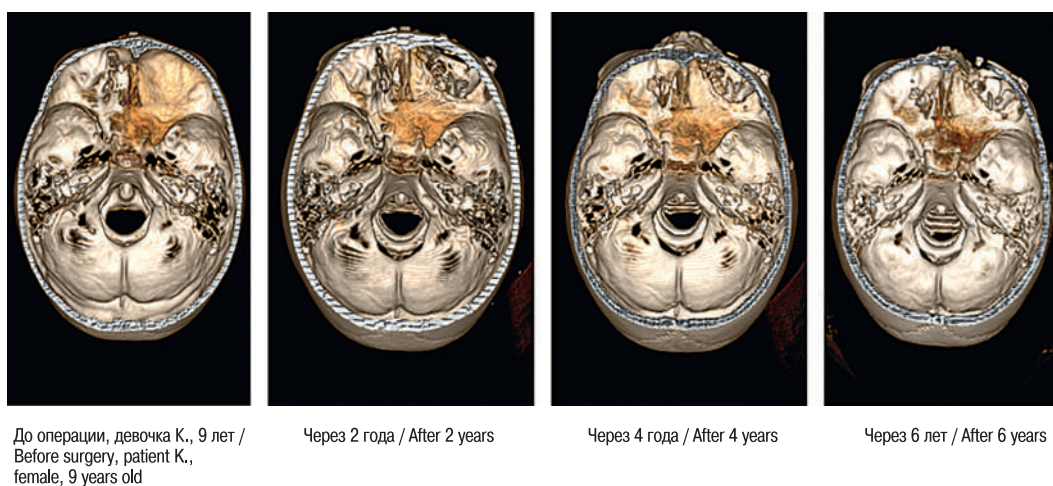 До операции, девочка К., 9 лет /
Before surgery, patient K.,
female, 9 years old
Через 2 года / After 2 years
Через 4 года / After 4 years
Через 6 лет / After 6 years